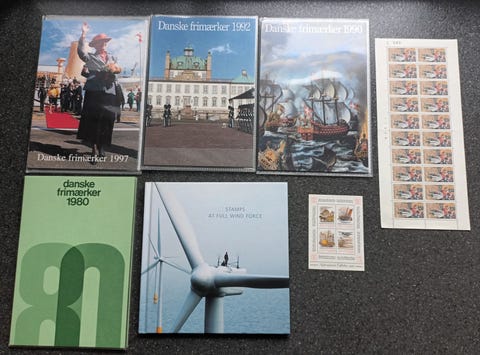 Danske frimærker 1997
Danske frimærker 1992
Danske frimærker 1990
danske
frimærker
1980
80
STAMPS
AT FULL WIND FORCE